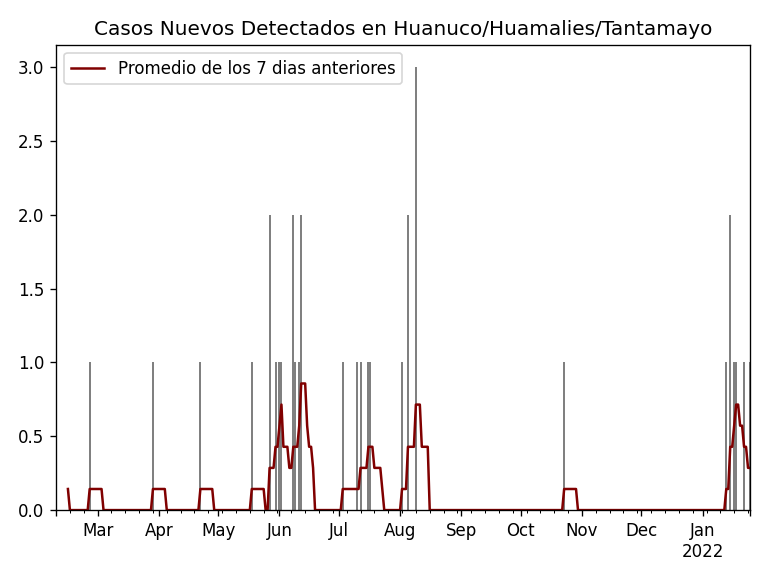 Casos Nuevos Detectados en Huanuco/Huamalies/Tantamayo
Promedio de los 7 dias anteriores
3.0
2.5
2.0
1.5
1.0
0.5
0.0
Mar Apr May Jun Jul Aug Sep Oct Nov Dec Jan
2022